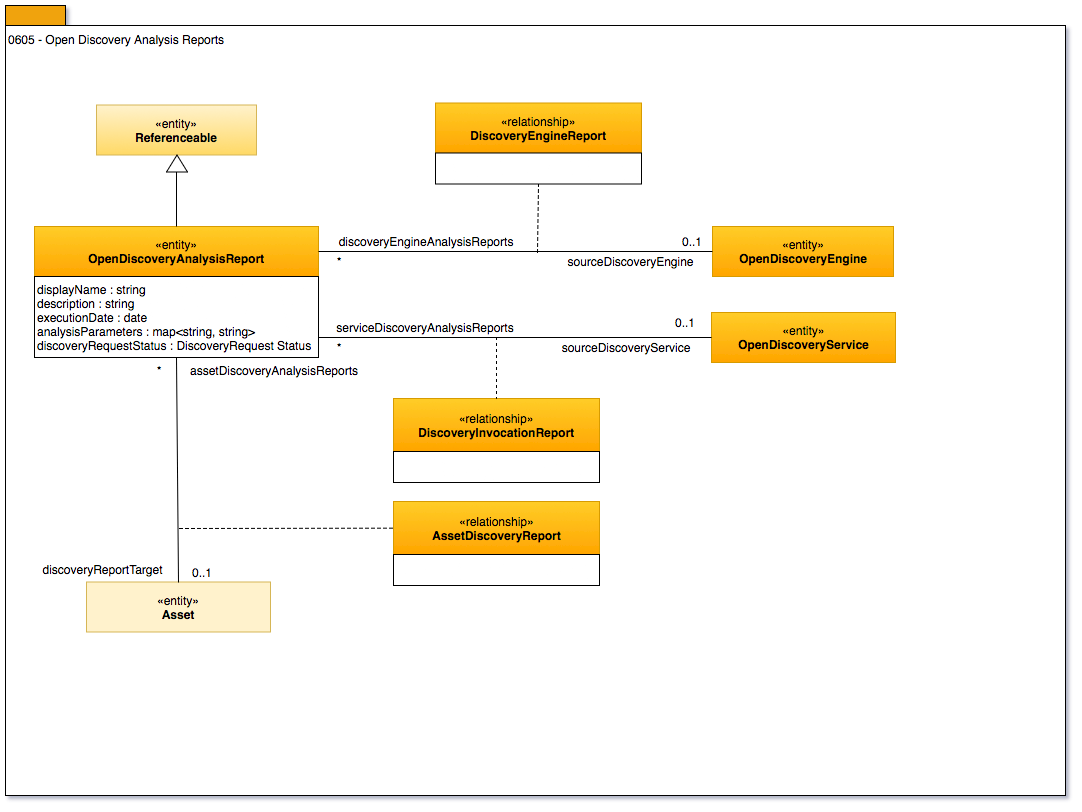 0605 - Open Discovery Analysis Reports
«entity»
Referenceable
«relationship»
DiscoveryEngineReport
«entity»
OpenDiscoveryAnalysisReport
displayName : string
description : string
executionDate : date
analysisParameters : map<string, string>
discoveryRequestStatus : DiscoveryRequest Status
discoveryEngineAnalysisReports
*
0..1
sourceDiscoveryEngine
«entity»
OpenDiscoveryEngine
serviceDiscoveryAnalysisReports
*
0..1
sourceDiscoveryService
«entity»
OpenDiscoveryService
*
assetDiscoveryAnalysisReports
«relationship»
DiscoveryInvocationReport
«relationship»
AssetDiscoveryReport
discoveryReportTarget
0..1
«entity»
Asset